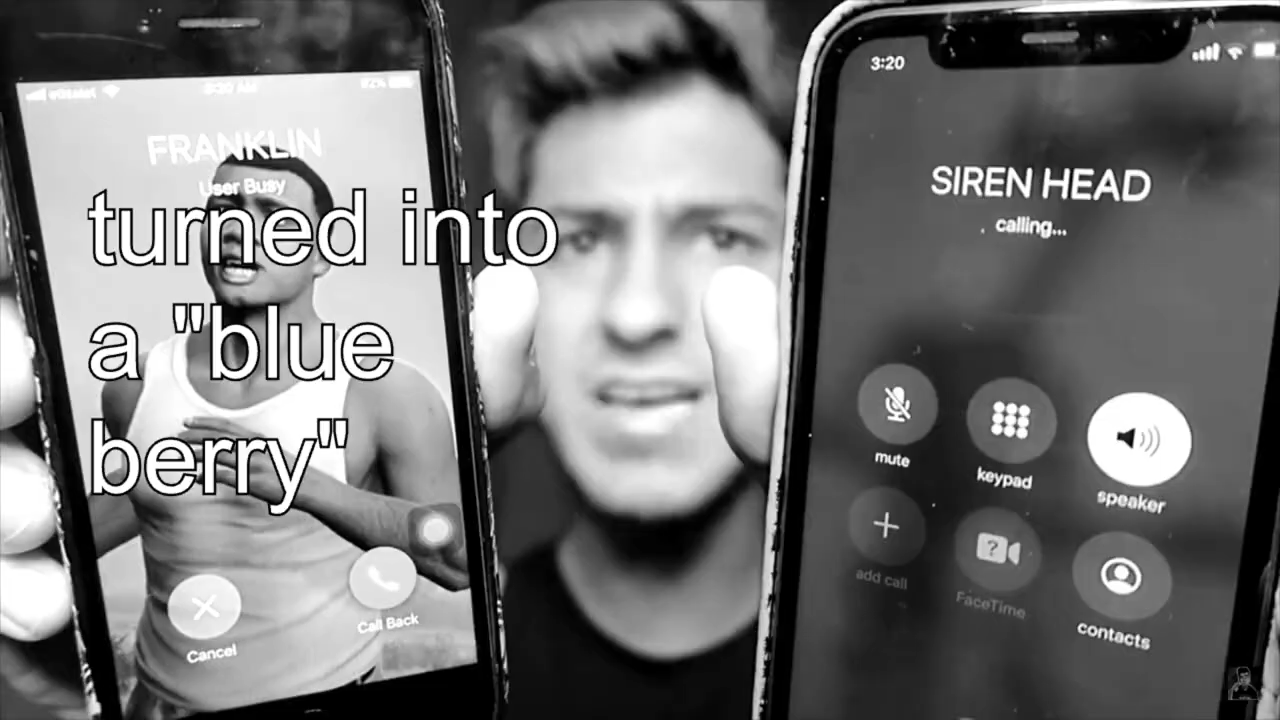 3:20
FRANKLIN
User Busy
SIREN HEAD
calling...
turned into
a "blue
berry"
mute
keypad
speaker
add call
FaceTime
contacts
Cancel
Call Back